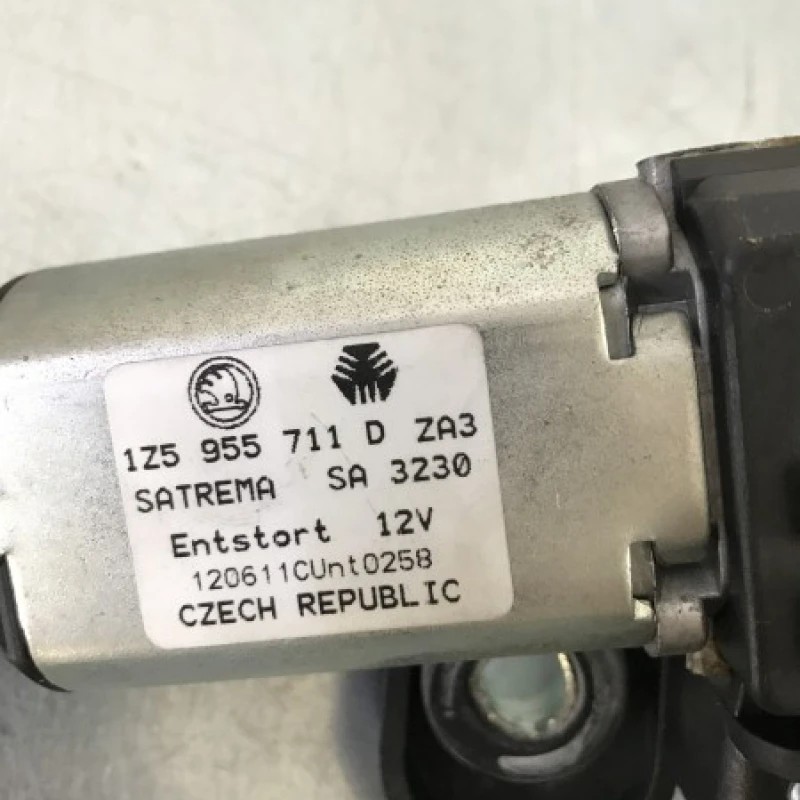 1Z5 955 711 D ZA3
SATREMA SA 3230
Entstort 12V
120611CUnt0258
CZECH REPUBLIC